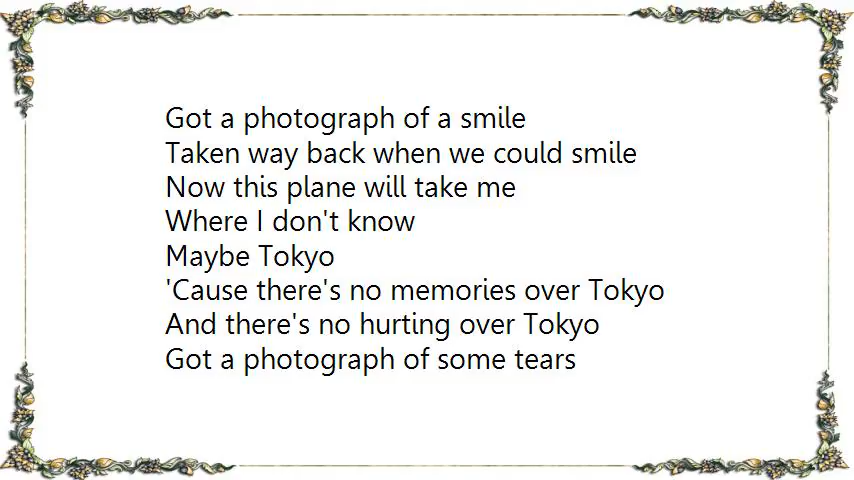 Got a photograph of a smile
Taken way back when we could smile
Now this plane will take me
Where I don't know
Maybe Tokyo
'Cause there's no memories over Tokyo
And there's no hurting over Tokyo
Got a photograph of some tears